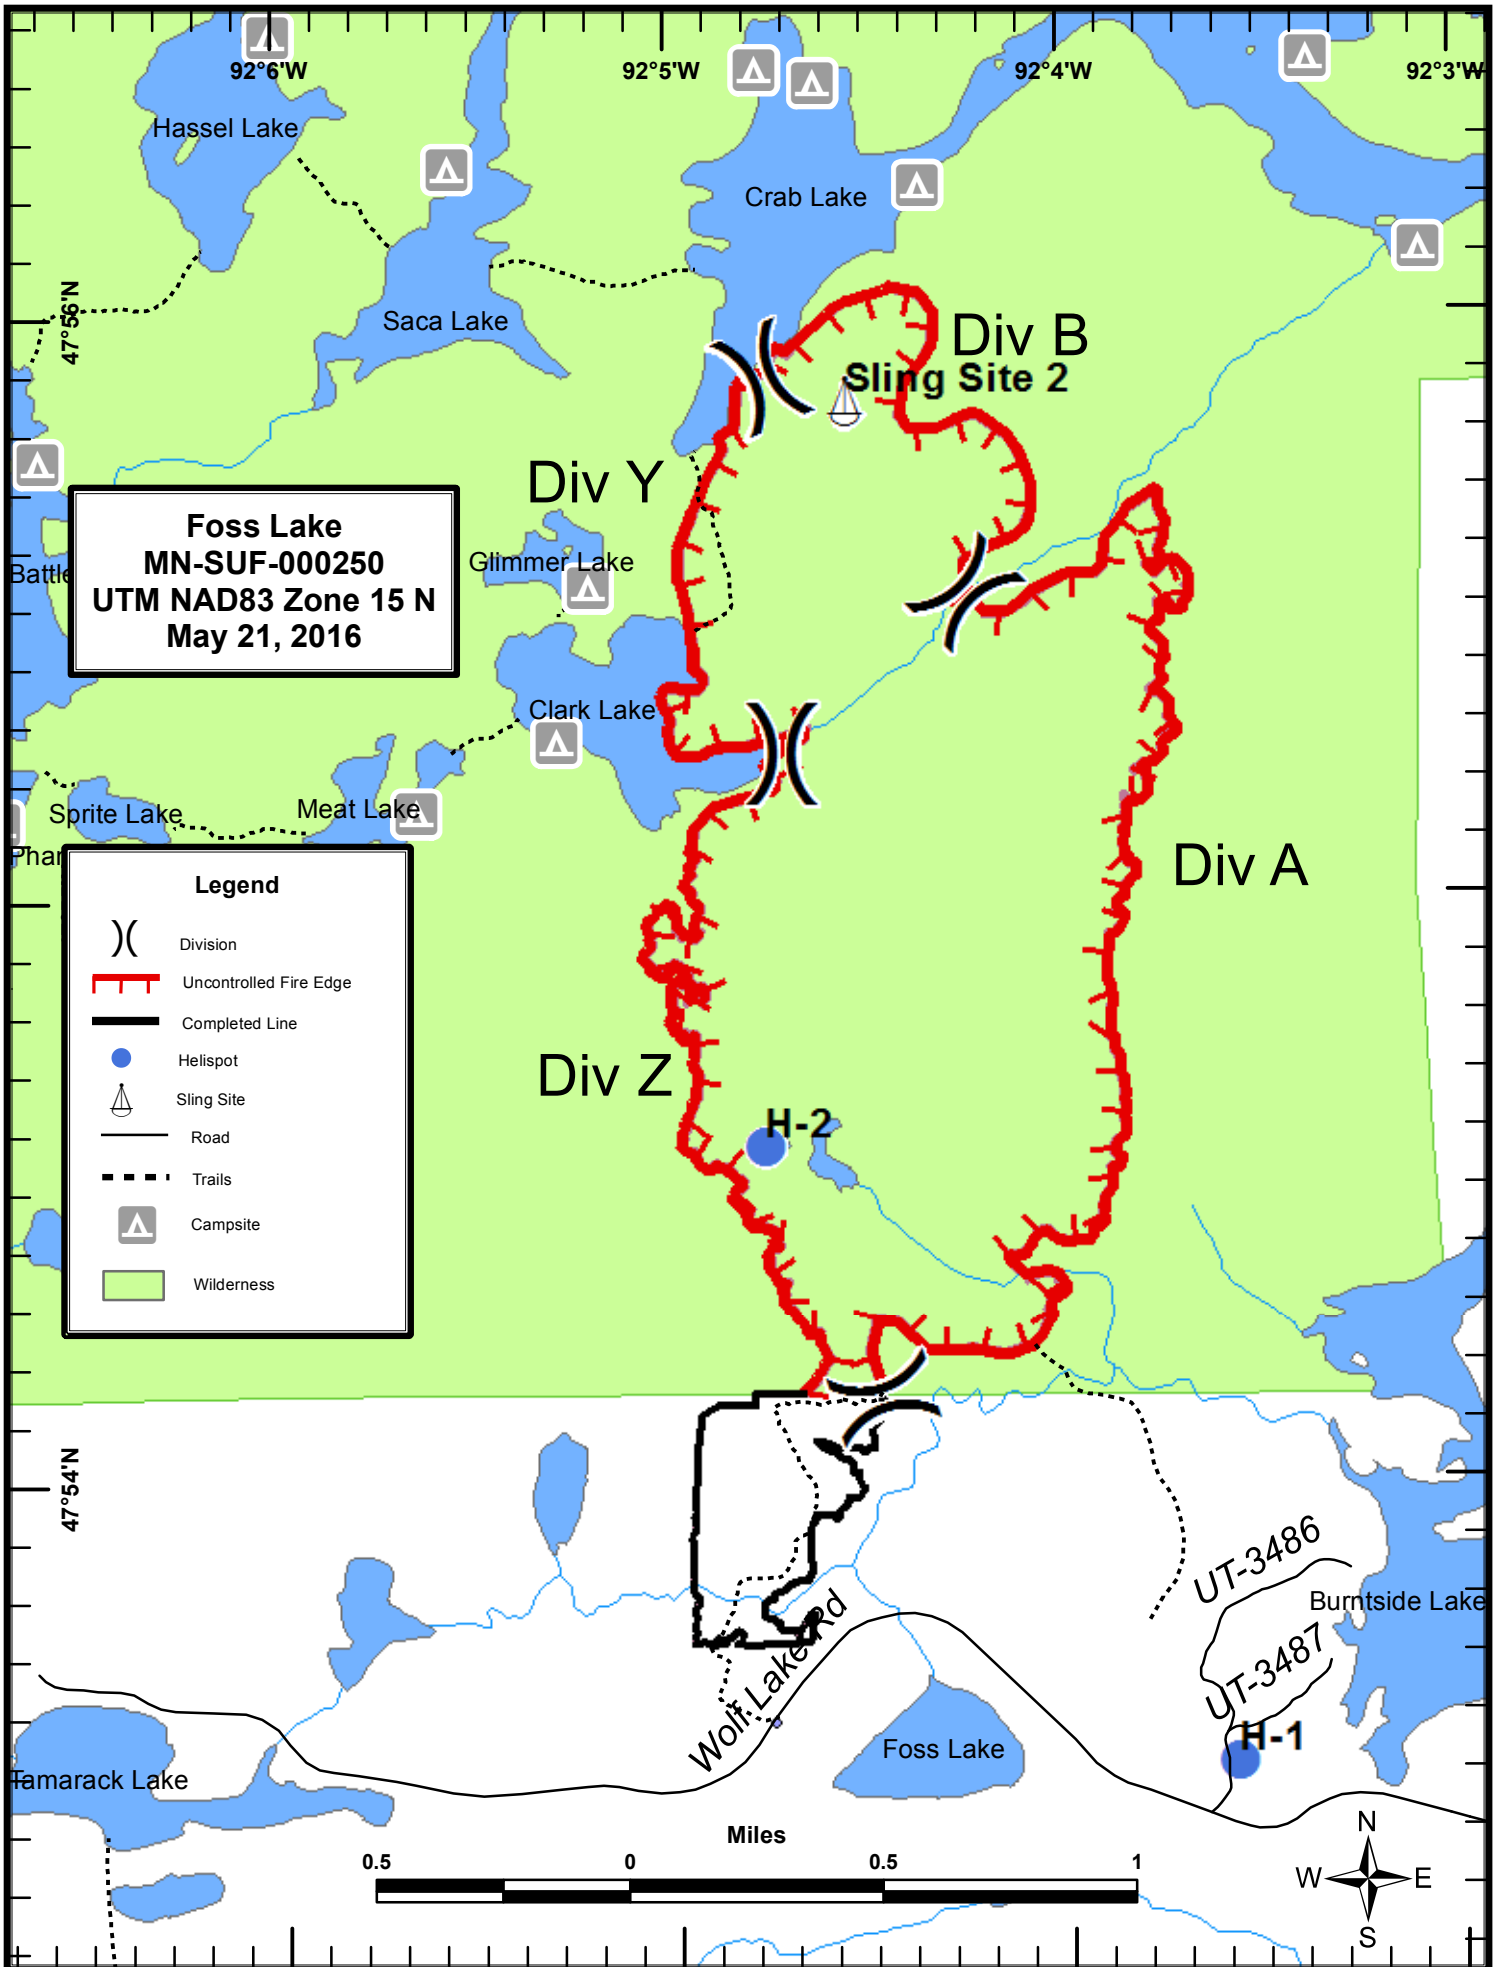 92°6'W
92°5'W
92°4'W
92°3'W
Hassel Lake
Crab Lake
47°56'N
Saca Lake
Div B
Sling Site 2
Div Y
Foss Lake
MN-SUF-000250
UTM NAD83 Zone 15 N
May 21, 2016
Glimmer Lake
Battle
Clark Lake
Sprite Lake
Meat Lake
Div A
Legend
Division
Uncontrolled Fire Edge
Completed Line
Helispot
Sling Site
Road
Trails
Campsite
Wilderness
Div Z
H-2
47°54'N
UT-3486
Burntside Lake
UT-3487
Wolf Lake Rd
H-1
Foss Lake
Tamarack Lake
Miles
0.5
0
0.5
1
N
W
E
S